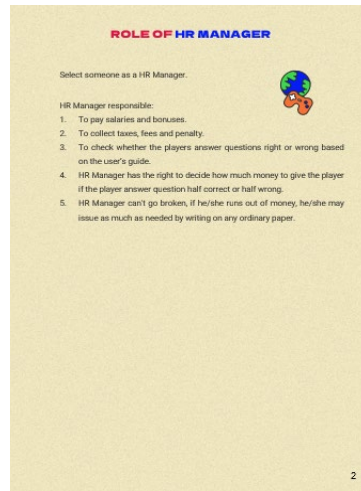 ROLE OF HR MANAGER
Select someone as a HR Manager.
HR Manager responsible:
1. To pay salaries and bonuses.
2. To collect taxes, fees and penalty.
3. To check whether the players answer questions right or wrong based
on the user's guide.
4. HR Manager has the right to decide how much money to give the player
if the player answer question half correct or half wrong.
5. HR Manager can't go broken, if he/she runs out of money, he/she may
issue as much as needed by writing on any ordinary paper.
2